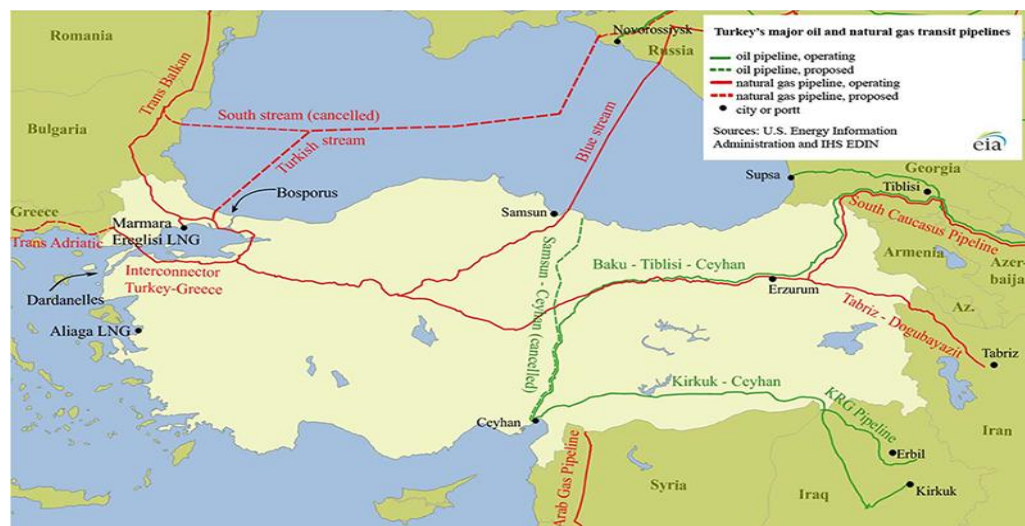 Turkey's major oil and natural gas transit pipelines
oil pipeline, operating
oil pipeline, proposed
natural gas pipeline, operating
natural gas pipeline, proposed
city or portt
Sources: U.S. Energy Information
Administration and IHS EDIN
eia
Romania
Novorossiysk
Russia
Trans Balkan
South stream (cancelled)
Blue stream
Bulgaria
Turkish
stream
Georgia
Supsa
Tiblisi
Bosporus
Greece
Marmara
Ereglisi LNG
Samsun
South Caucasus Pipeline
Trans Adriatic
Armenia
Azer-
baijan
Baku - Tiblisi - Ceyhan
Interconnector
Turkey-Greece
Erzurum
Dardanelles
Samsun - Ceyhan (cancelled)
Az.
Tabriz - Dogubayazit
Aliaga LNG
Tabriz
Kirkuk - Ceyhan
KRG Pipeline
Ceyhan
Iran
Erbil
Arab Gas Pipeline
Syria
Iraq
Kirkuk